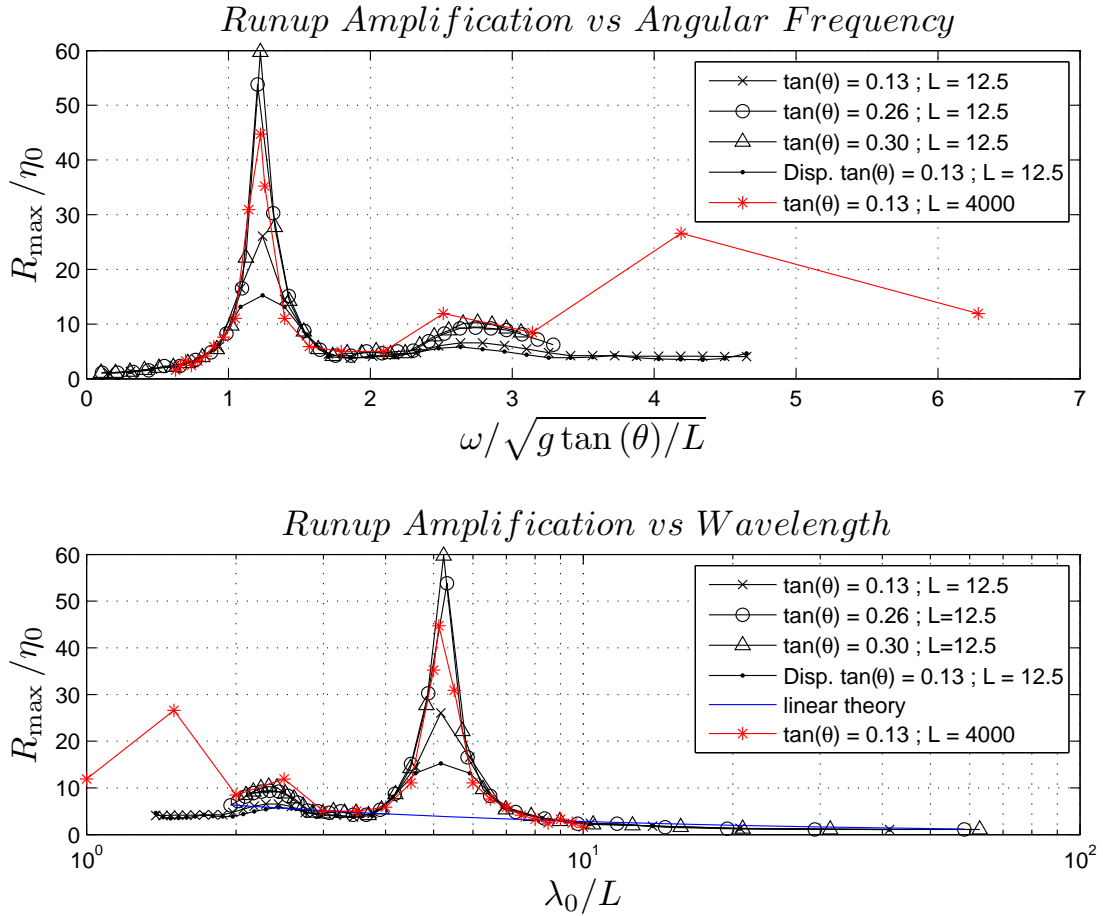 Runup Amplification vs Angular Frequency
60
50
40
30
20
10
0
R_max / η_0
tan(θ) = 0.13 ; L = 12.5
tan(θ) = 0.26 ; L = 12.5
tan(θ) = 0.30 ; L = 12.5
Disp. tan(θ) = 0.13 ; L = 12.5
tan(θ) = 0.13 ; L = 4000
0 1 2 3 4 5 6 7
ω/√(g tan (θ)/L)
Runup Amplification vs Wavelength
60
50
40
30
20
10
0
R_max / η_0
tan(θ) = 0.13 ; L = 12.5
tan(θ) = 0.26 ; L=12.5
tan(θ) = 0.30 ; L=12.5
Disp. tan(θ) = 0.13 ; L = 12.5
linear theory
tan(θ) = 0.13 ; L = 4000
10^0 10^1 10^2
λ_0/L